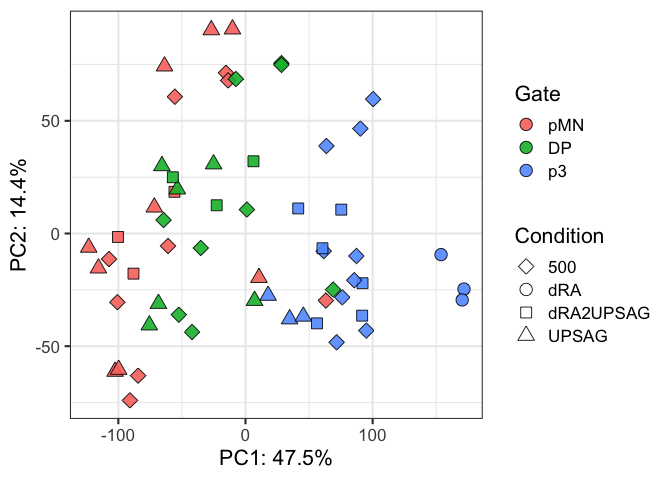 50
0
-50
-100
0
100
PC1: 47.5%
PC2: 14.4%
Gate
pMN
DP
p3
Condition
500
dRA
dRA2UPSAG
UPSAG